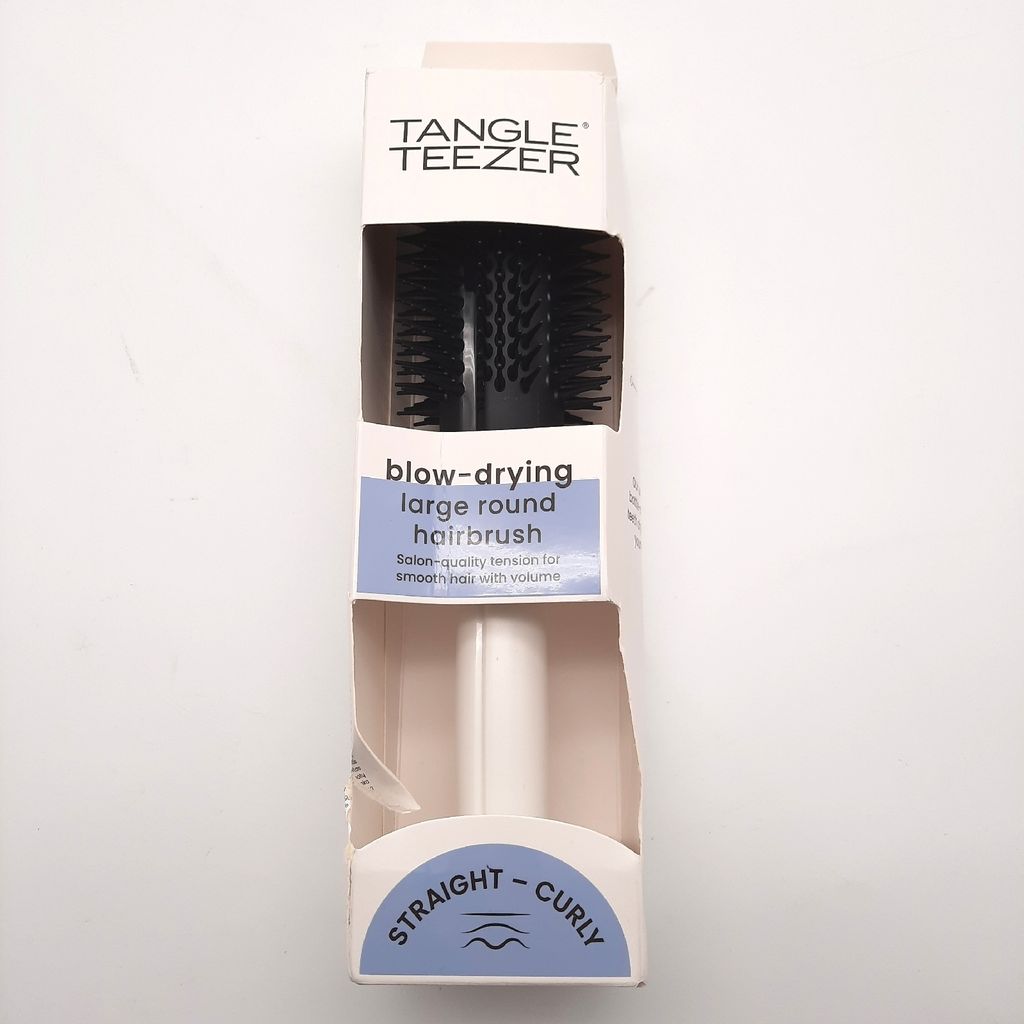 TANGLE®
TEEZER
blow-drying
large round
hairbrush
Salon-quality tension for
smooth hair with volume
STRAIGHT – CURLY